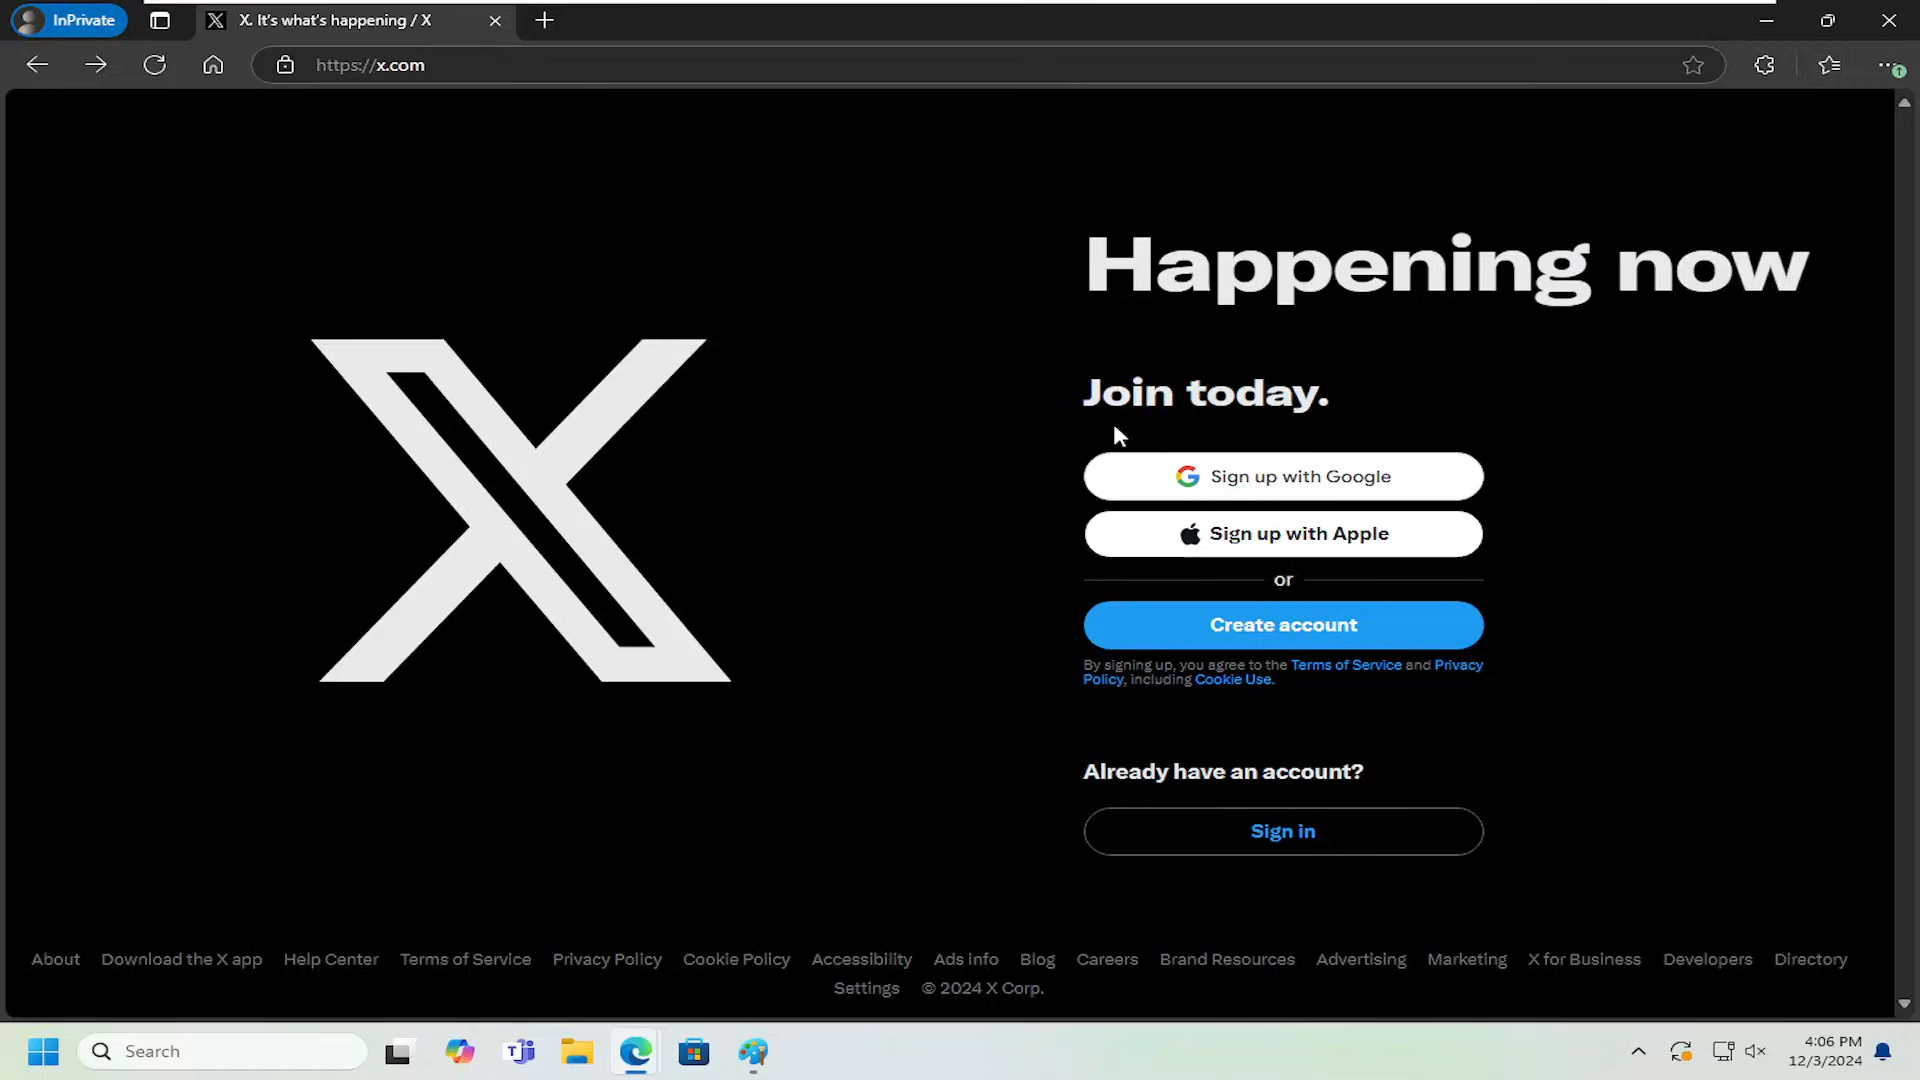 InPrivate
X. It's what's happening / X
https://x.com
Happening now
Join today.
Sign up with Google
Sign up with Apple
or
Create account
By signing up, you agree to the Terms of Service and Privacy
Policy, including Cookie Use.
Already have an account?
Sign in
About Download the X app Help Center Terms of Service Privacy Policy Cookie Policy Accessibility Ads info Blog Careers Brand Resources Advertising Marketing X for Business Developers Directory
Settings © 2024 X Corp.
Search
4:06 PM
12/3/2024